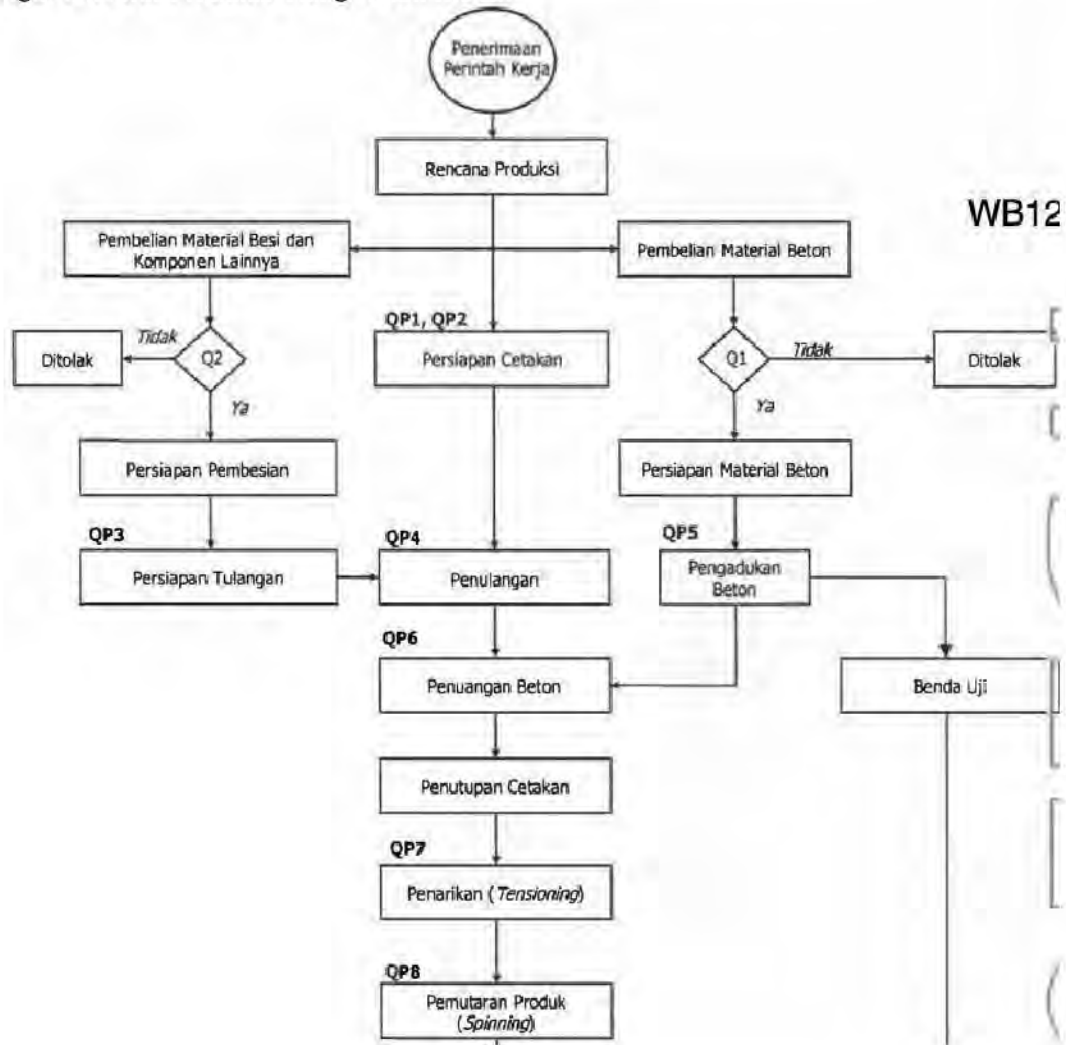 Penerimaan
Perintah Kerja
Rencana Produksi
WB12
Pembelian Material Besi dan
Komponen Lainnya
Pembelian Material Beton
QP1, QP2
Ditolak
Tidak
Q2
Persiapan Cetakan
Q1
Tidak
Ditolak
Ya
Ya
Persiapan Pembesian
Persiapan Material Beton
QP3
QP4
QP5
Persiapan Tulangan
Penulangan
Pengadukan
Beton
QP6
Penuangan Beton
Benda Uji
Penutupan Cetakan
QP7
Penarikan (Tensioning)
QP8
Pemutaran Produk
(Spinning)